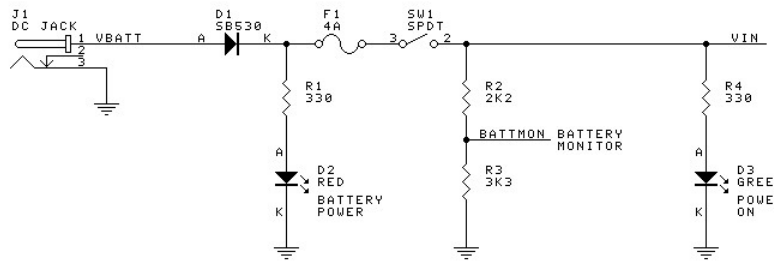 J1
DC JACK
1
2
3
VBATT
D1
SB530
A
K
F1
4A
SW1
SPDT
3
2
VIN
R1
330
R2
2K2
R4
330
BATTMON
BATTERY
MONITOR
A
D2
RED
K
BATTERY
POWER
R3
3K3
A
D3
GREE
K
POWE
ON